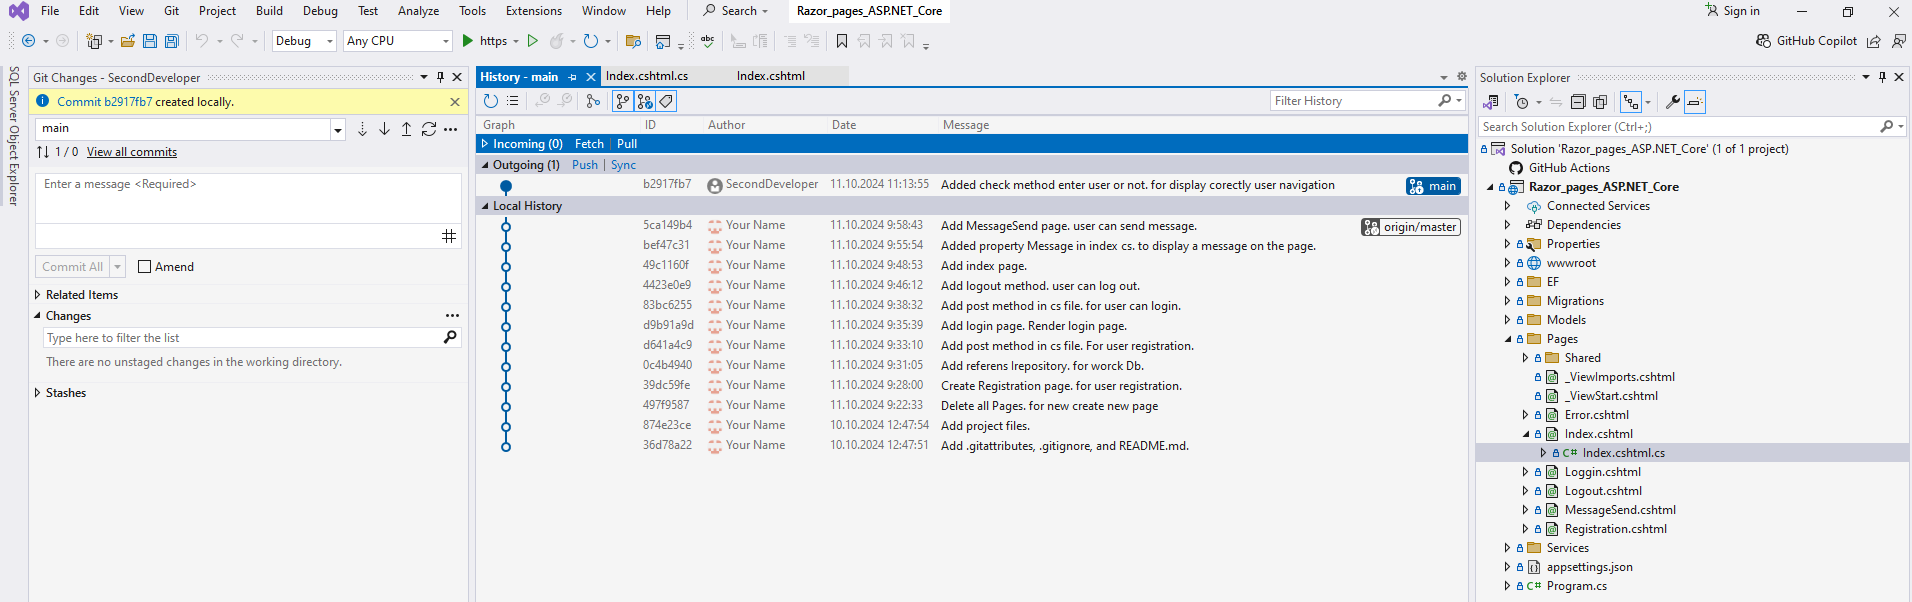 File Edit View Git Project Build Debug Test Analyze Tools Extensions Window Help Search Razor_pages_ASP.NET_Core Sign in
Debug Any CPU https abc GitHub Copilot
SQL Server Object Explorer
Git Changes - SecondDeveloper
Commit b2917fb7 created locally.
main
1 / 0 View all commits
Enter a message <Required>
Commit All Amend
Related Items
Changes
Type here to filter the list
There are no unstaged changes in the working directory.
Stashes
History - main Index.cshtml.cs Index.cshtml
Filter History
Graph ID Author Date Message
Incoming (0) Fetch | Pull
Outgoing (1) Push | Sync
b2917fb7 SecondDeveloper 11.10.2024 11:13:55 Added check method enter user or not. for display corectly user navigation main
Local History
5ca149b4 Your Name 11.10.2024 9:58:43 Add MessageSend page. user can send message. origin/master
bef47c31 Your Name 11.10.2024 9:55:54 Added property Message in index cs. to display a message on the page.
49c1160f Your Name 11.10.2024 9:48:53 Add index page.
4423e0e9 Your Name 11.10.2024 9:46:12 Add logout method. user can log out.
83bc6255 Your Name 11.10.2024 9:38:32 Add post method in cs file. for user can login.
d9b91a9d Your Name 11.10.2024 9:35:39 Add login page. Render login page.
d641a4c9 Your Name 11.10.2024 9:33:10 Add post method in cs file. For user registration.
0c4b4940 Your Name 11.10.2024 9:31:05 Add referens Irepository. for worck Db.
39dc59fe Your Name 11.10.2024 9:28:00 Create Registration page. for user registration.
497f9587 Your Name 11.10.2024 9:22:33 Delete all Pages. for new create new page
874e23ce Your Name 10.10.2024 12:47:54 Add project files.
36d78a22 Your Name 10.10.2024 12:47:51 Add .gitattributes, .gitignore, and README.md.
Solution Explorer
Search Solution Explorer (Ctrl+;)
Solution 'Razor_pages_ASP.NET_Core' (1 of 1 project)
GitHub Actions
Razor_pages_ASP.NET_Core
Connected Services
Dependencies
Properties
wwwroot
EF
Migrations
Models
Pages
Shared
_ViewImports.cshtml
_ViewStart.cshtml
Error.cshtml
Index.cshtml
C# Index.cshtml.cs
Loggin.cshtml
Logout.cshtml
MessageSend.cshtml
Registration.cshtml
Services
appsettings.json
C# Program.cs